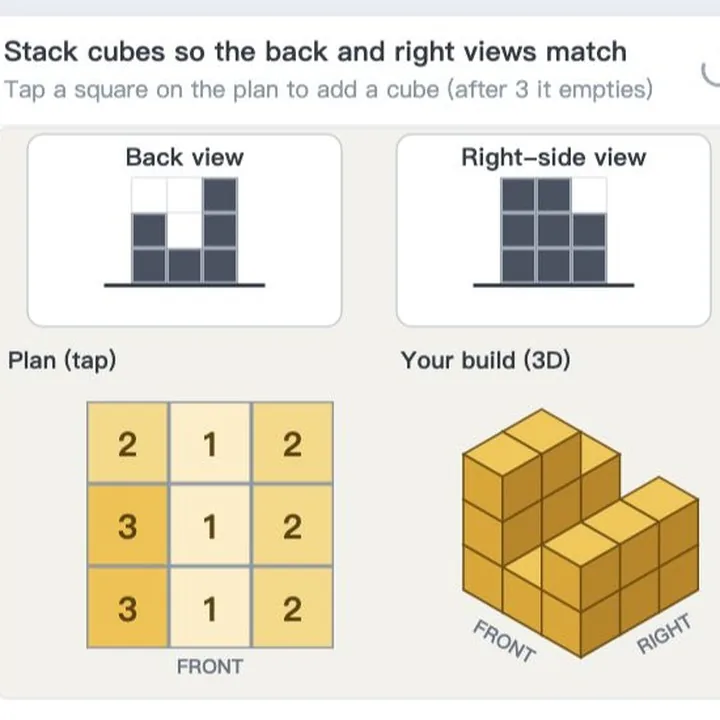 Stack cubes so the back and right views match
Tap a square on the plan to add a cube (after 3 it empties)
Back view
Right-side view
Plan (tap)
Your build (3D)
2 1 2
3 1 2
3 1 2
FRONT
FRONT
RIGHT